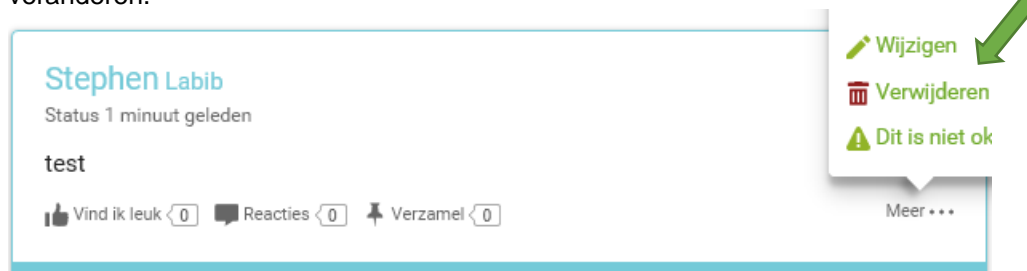 veranderen.
Wijzigen
Stephen Labib
Verwijderen
Status 1 minuut geleden
Dit is niet ok
test
Vind ik leuk 0 Reacties 0 Verzamel 0
Meer •••